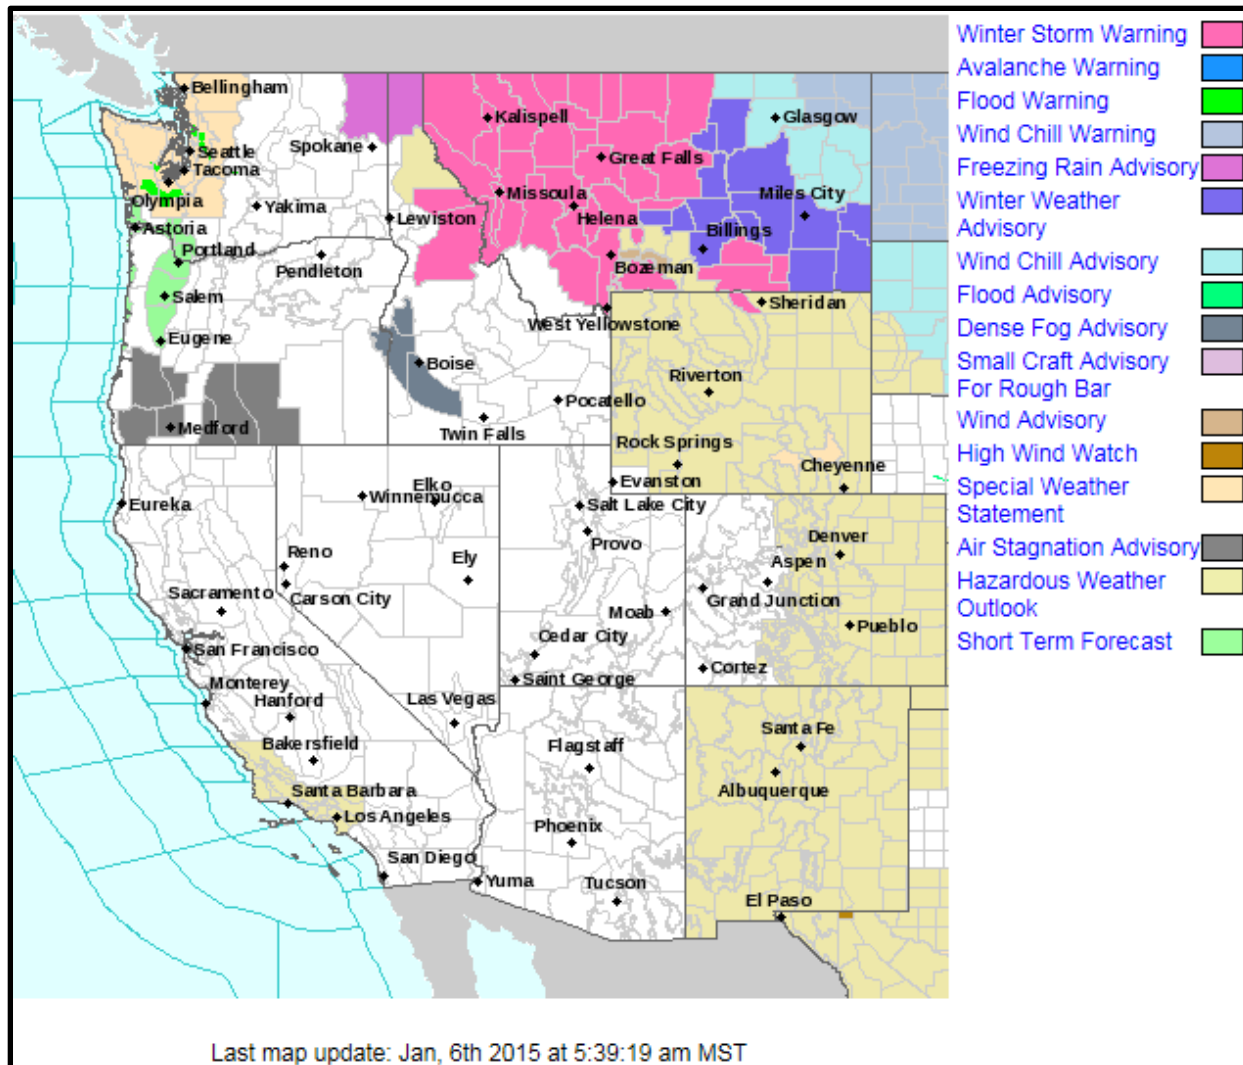 Winter Storm Warning
Avalanche Warning
Flood Warning
Wind Chill Warning
Freezing Rain Advisory
Winter Weather
Advisory
Wind Chill Advisory
Flood Advisory
Dense Fog Advisory
Small Craft Advisory
For Rough Bar
Wind Advisory
High Wind Watch
Special Weather
Statement
Air Stagnation Advisory
Hazardous Weather
Outlook
Short Term Forecast
Bellingham
Kalispell
Glasgow
Spokane
Seattle
Great Falls
Tacoma
Olympia
Yakima
Missoula
Miles City
Lewiston
Helena
Astoria
Billings
Portland
Pendleton
Bozeman
Salem
Sheridan
West Yellowstone
Eugene
Boise
Riverton
Pocatello
Medford
Twin Falls
Rock Springs
Cheyenne
Evanston
Elko
Winnemucca
Eureka
Salt Lake City
Provo
Denver
Reno
Ely
Aspen
Sacramento
Carson City
Grand Junction
Moab
Pueblo
Cedar City
San Francisco
Cortez
Saint George
Monterey
Hanford
Las Vegas
Santa Fe
Bakersfield
Flagstaff
Albuquerque
Santa Barbara
Los Angeles
Phoenix
San Diego
Yuma
Tucson
El Paso
Last map update: Jan, 6th 2015 at 5:39:19 am MST